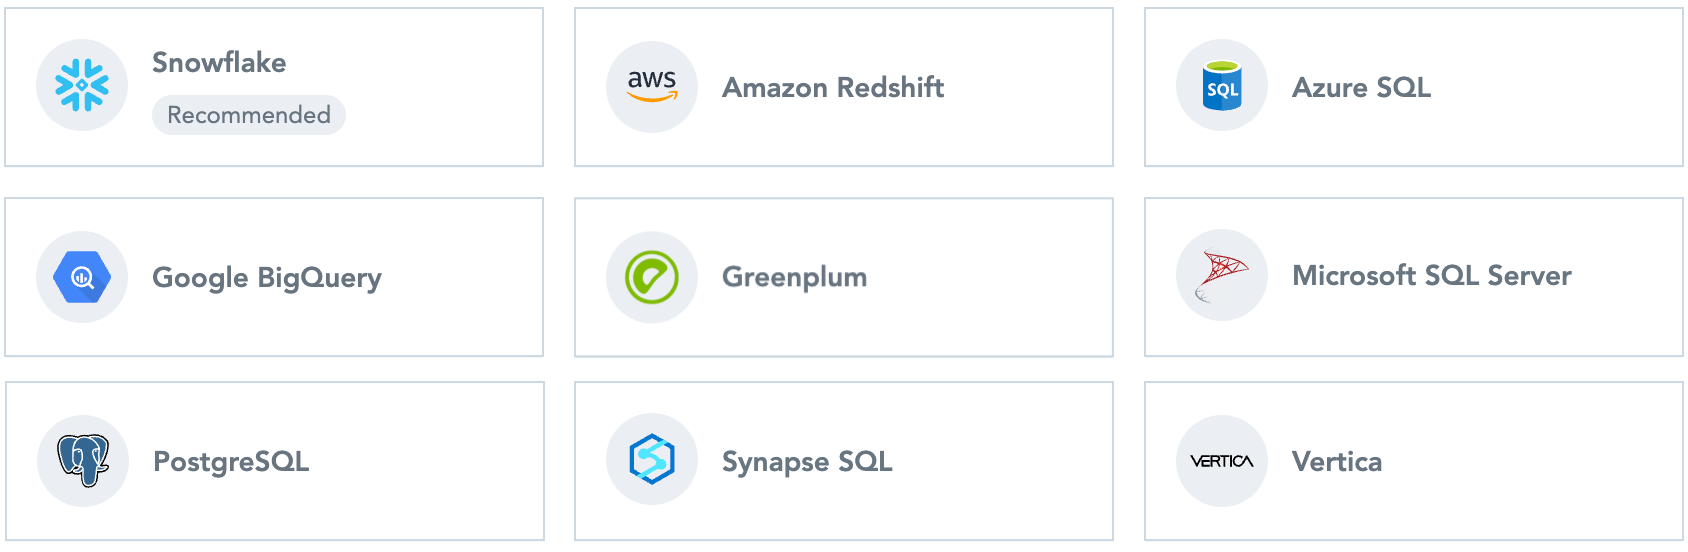 Snowflake
Recommended
aws
Amazon Redshift
SQL
Azure SQL
Google BigQuery
Greenplum
Microsoft SQL Server
PostgreSQL
Synapse SQL
VERTICA
Vertica